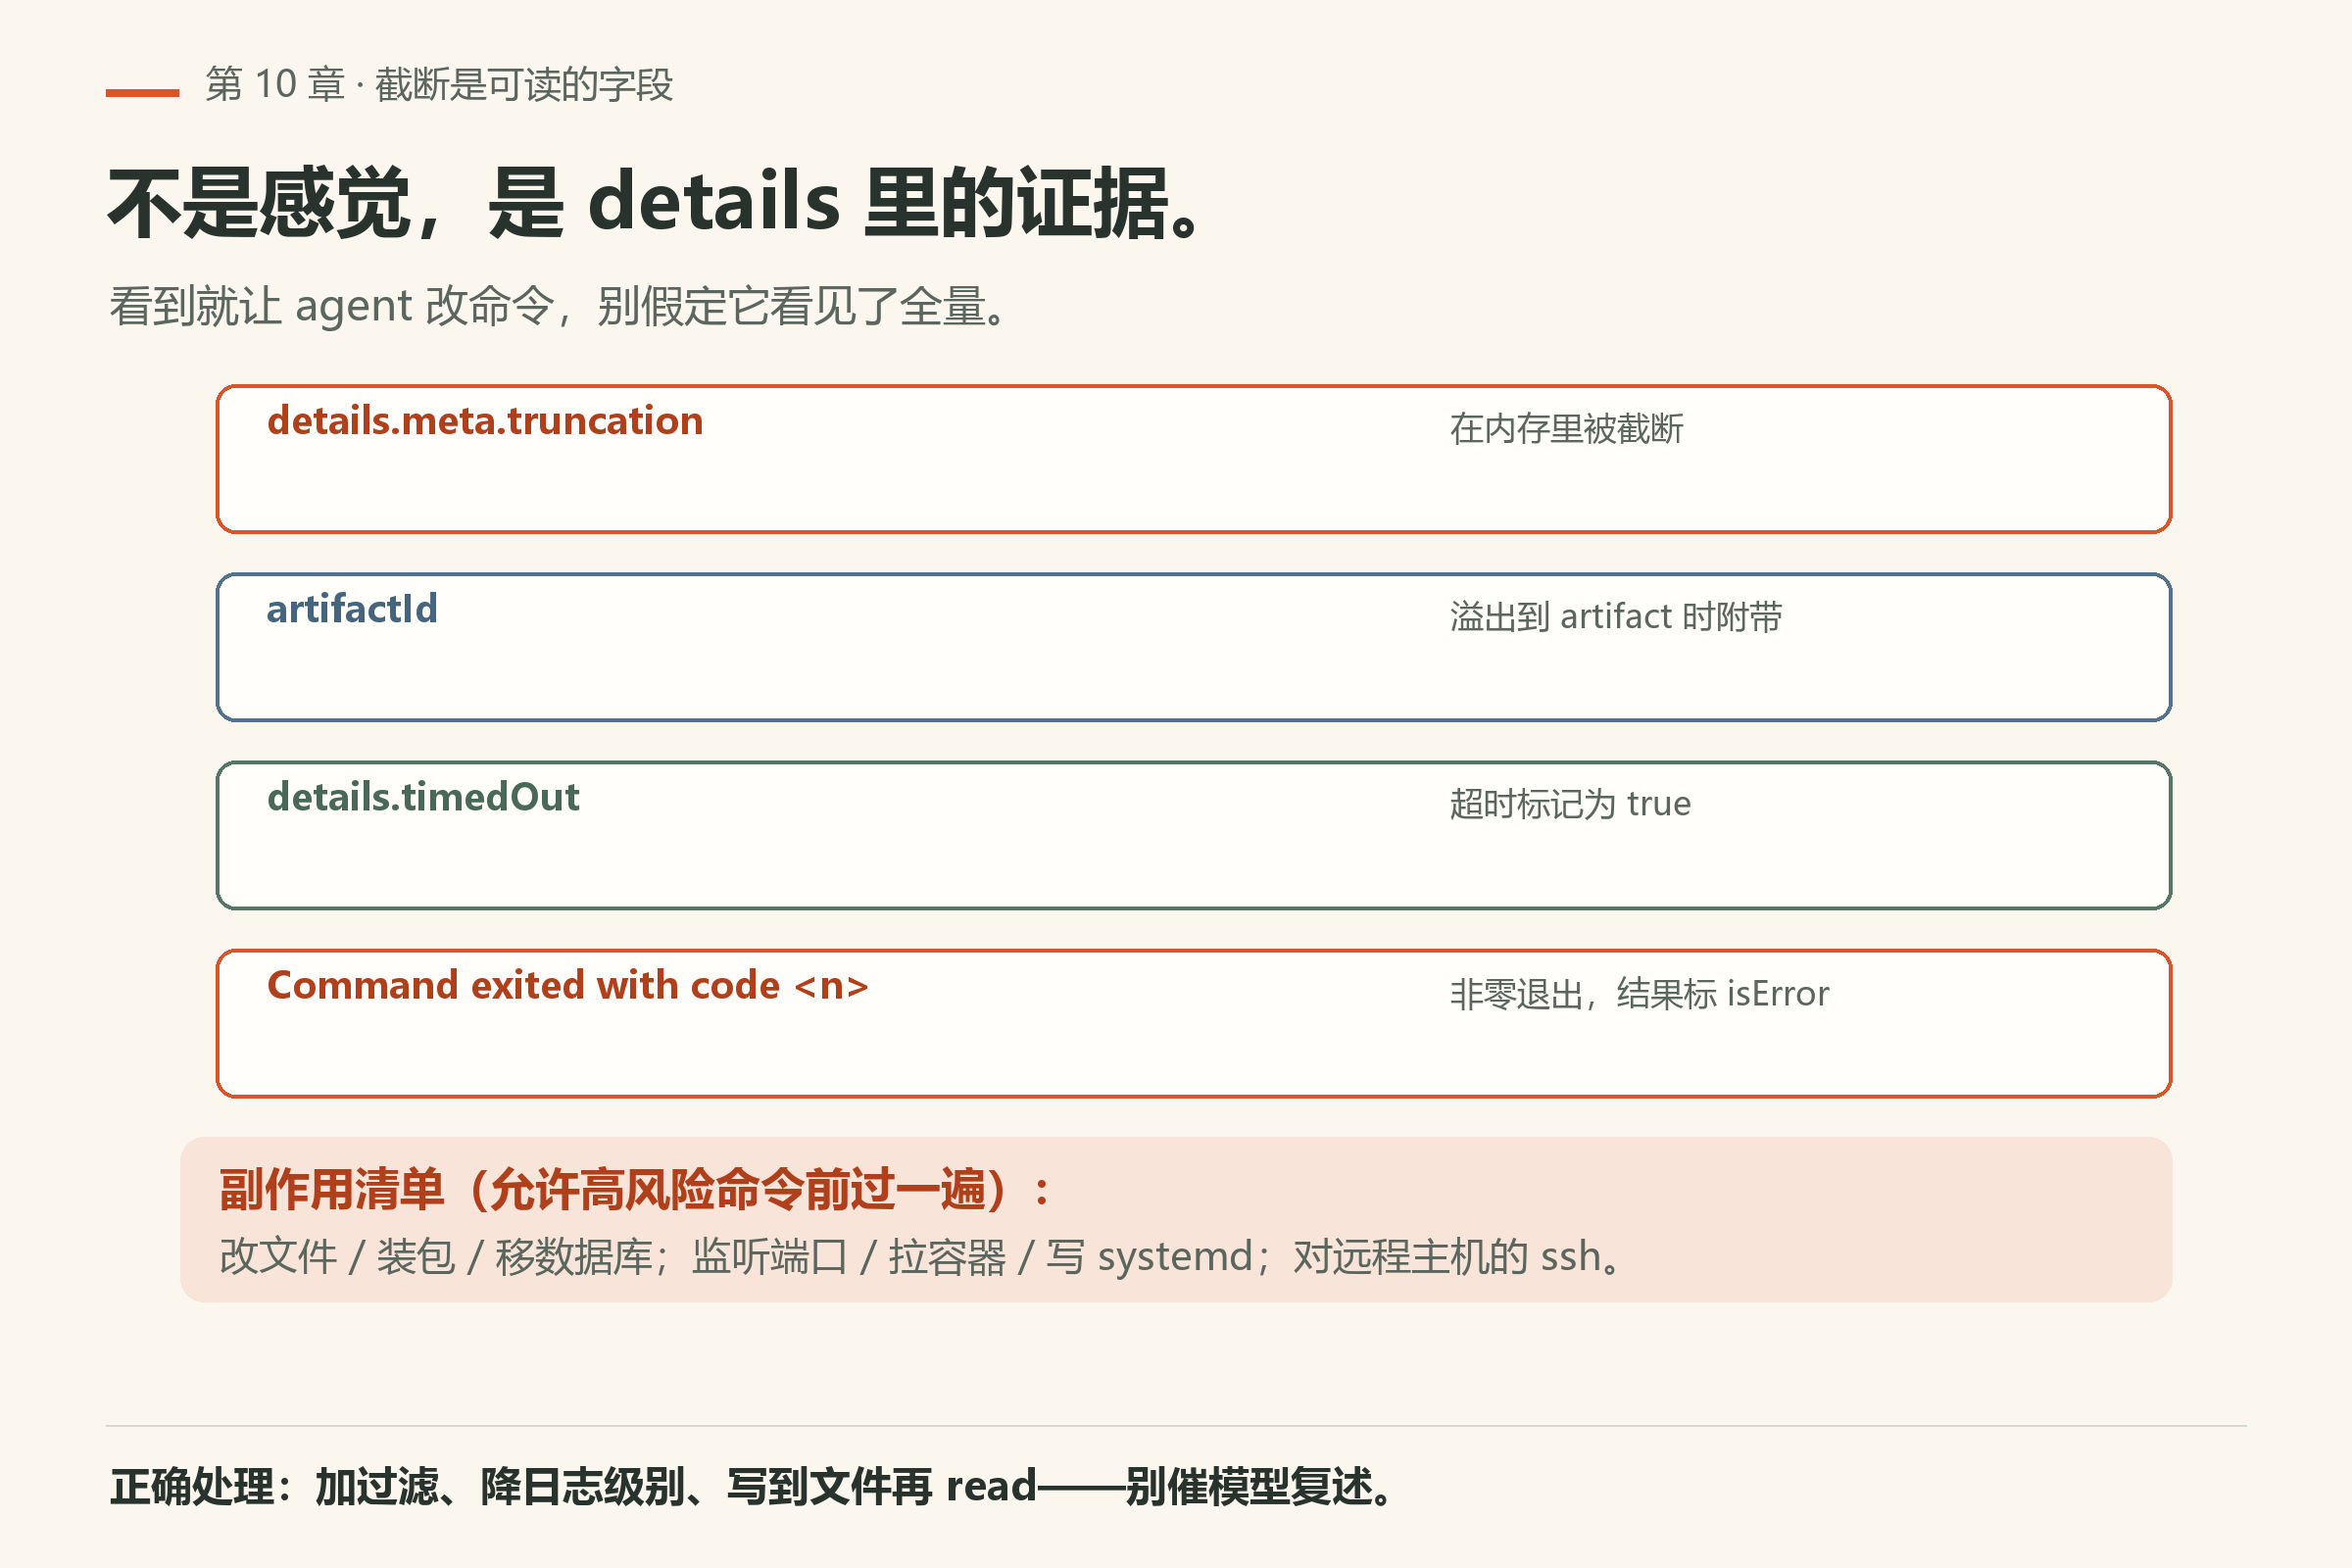 第 10 章 · 截断是可读的字段
不是感觉，是 details 里的证据。
看到就让 agent 改命令，别假定它看见了全量。
details.meta.truncation
在内存里被截断
artifactId
溢出到 artifact 时附带
details.timedOut
超时标记为 true
Command exited with code <n>
非零退出，结果标 isError
副作用清单（允许高风险命令前过一遍）：
改文件 / 装包 / 移数据库；监听端口 / 拉容器 / 写 systemd；对远程主机的 ssh。
正确处理：加过滤、降日志级别、写到文件再 read——别催模型复述。